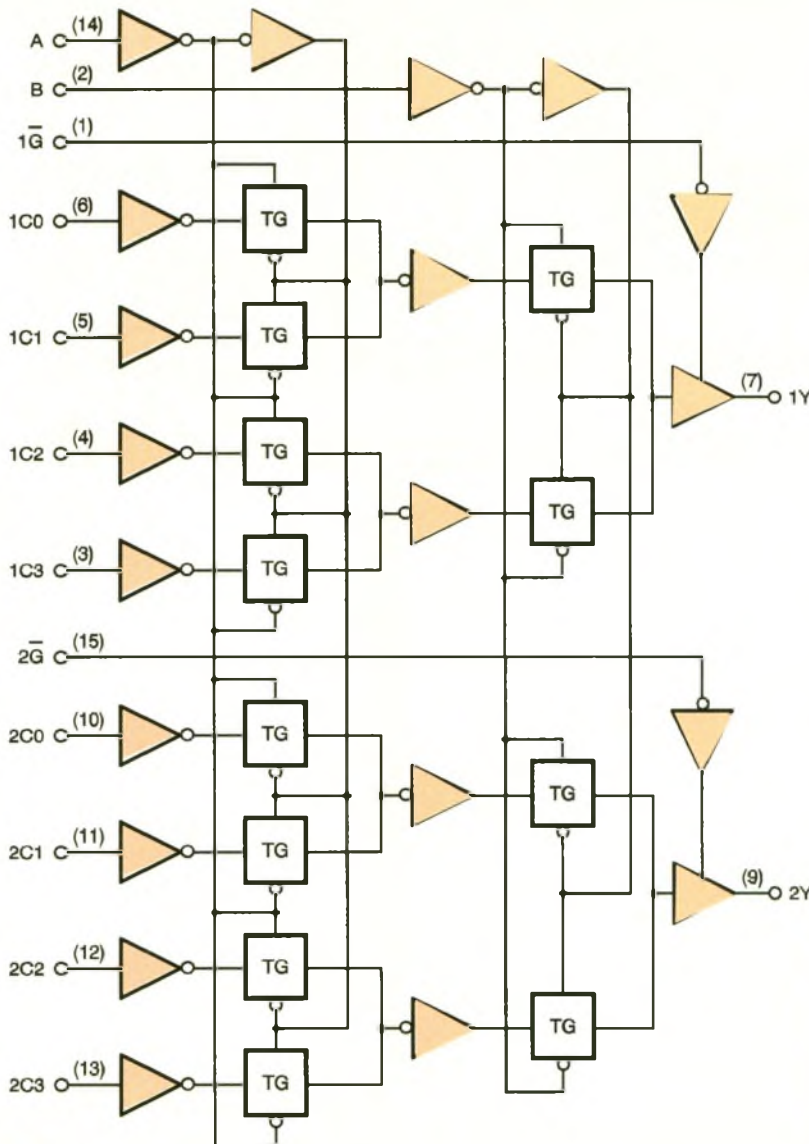 A (14)
B (2)
1G̅ (1)
1C0 (6) TG
TG
1C1 (5) TG
(7) 1Y
1C2 (4) TG
TG
1C3 (3) TG
2G̅ (15)
2C0 (10) TG
TG
2C1 (11) TG
(9) 2Y
2C2 (12) TG
TG
2C3 (13) TG